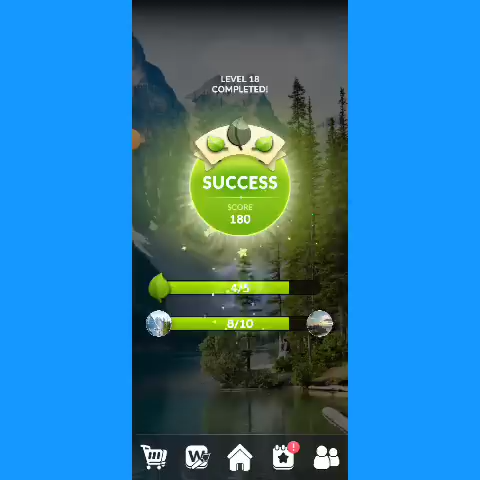 LEVEL 18
COMPLETED!
SUCCESS
SCORE
180
4/5
8/10
W
!